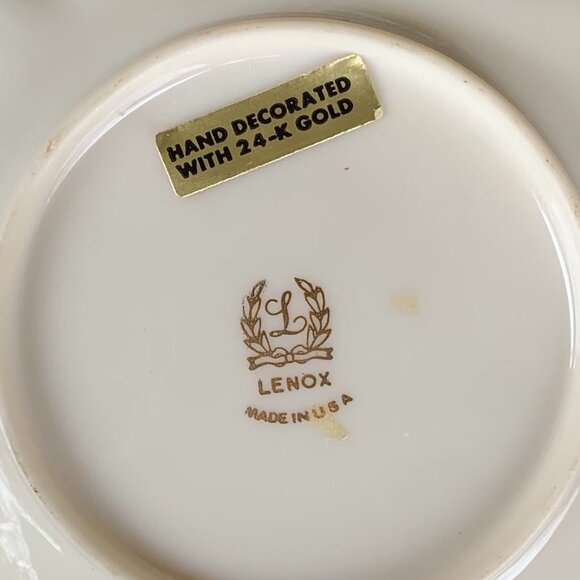 HAND DECORATED
WITH 24-K GOLD
L
LENOX
MADE IN USA